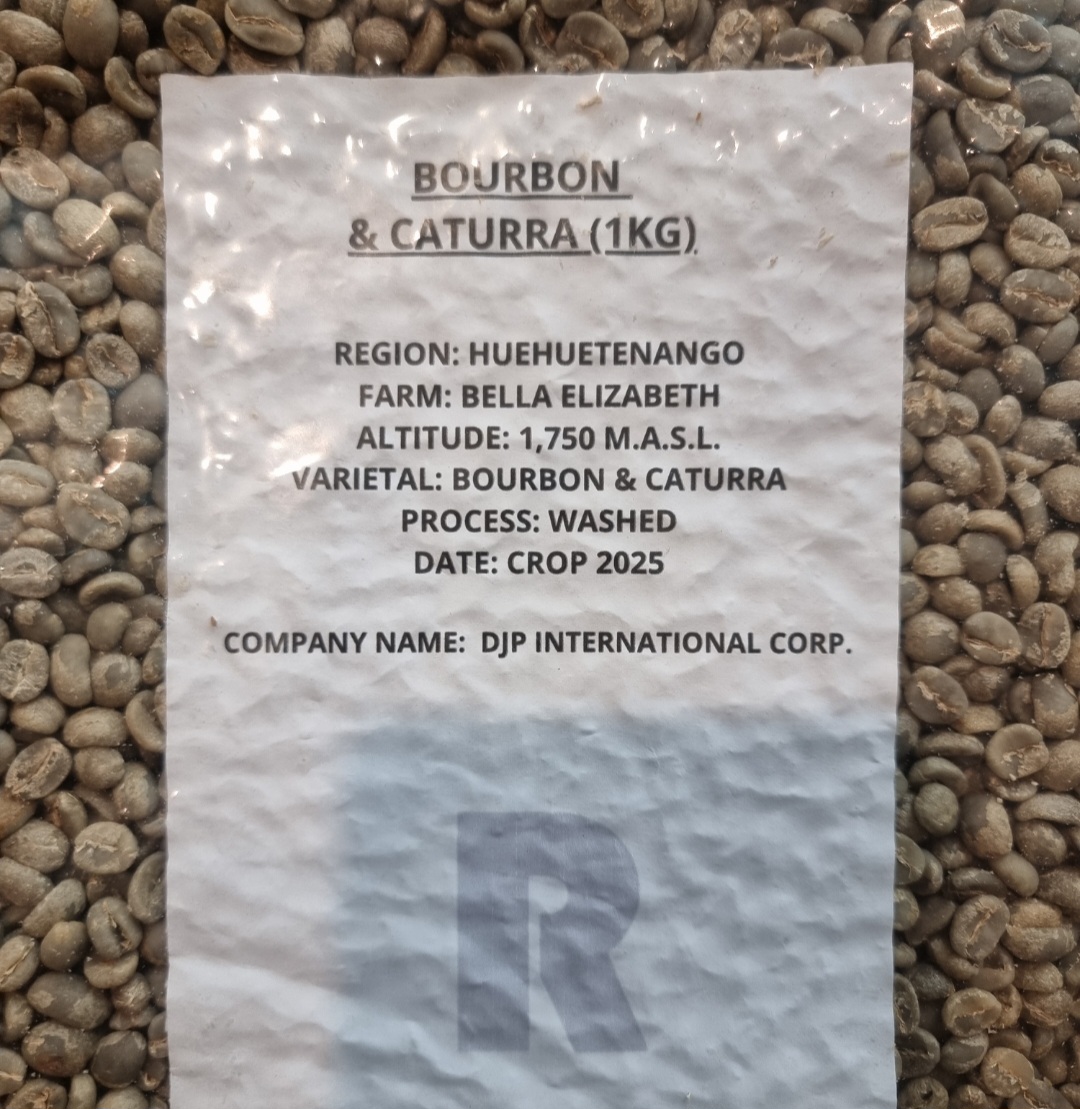 BOURBON
& CATURRA (1KG)
REGION: HUEHUETENANGO
FARM: BELLA ELIZABETH
ALTITUDE: 1,750 M.A.S.L.
VARIETAL: BOURBON & CATURRA
PROCESS: WASHED
DATE: CROP 2025
COMPANY NAME: DJP INTERNATIONAL CORP.
R